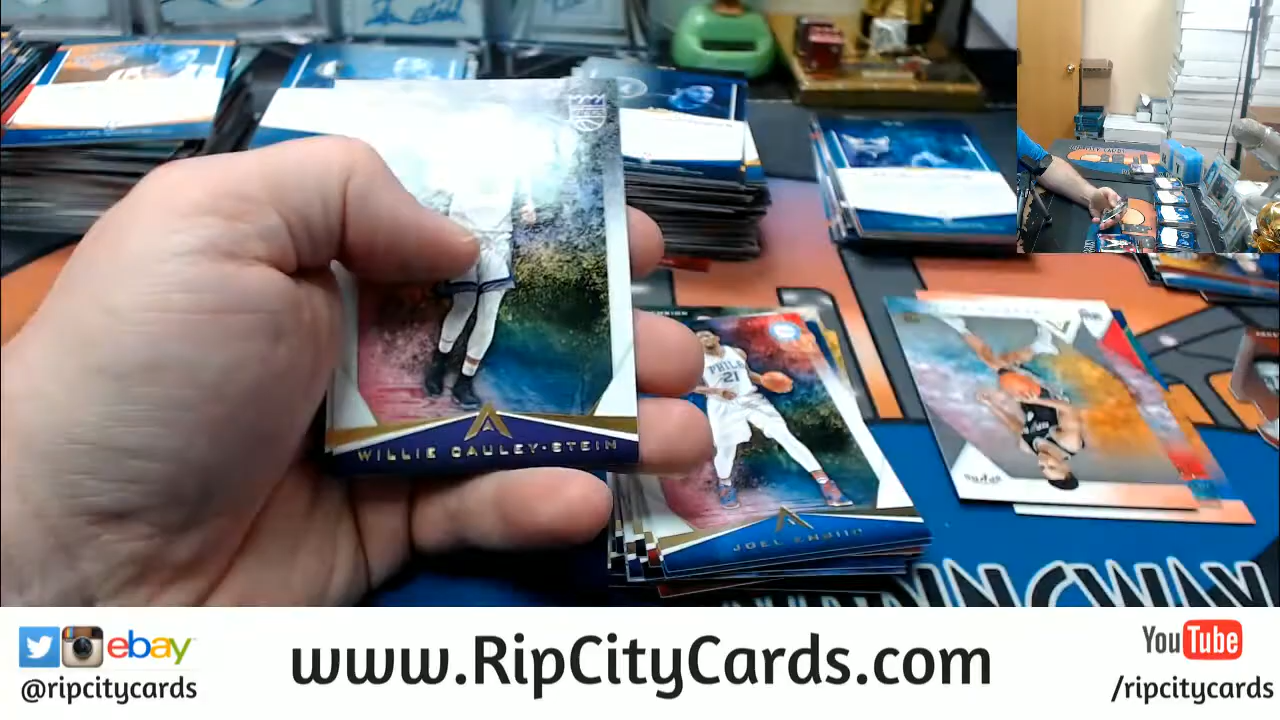 WILLIE CAULEY-STEIN
PHILA
21
JOEL EMBIID
ebay
@ripcitycards
www.RipCityCards.com
YouTube
/ripcitycards